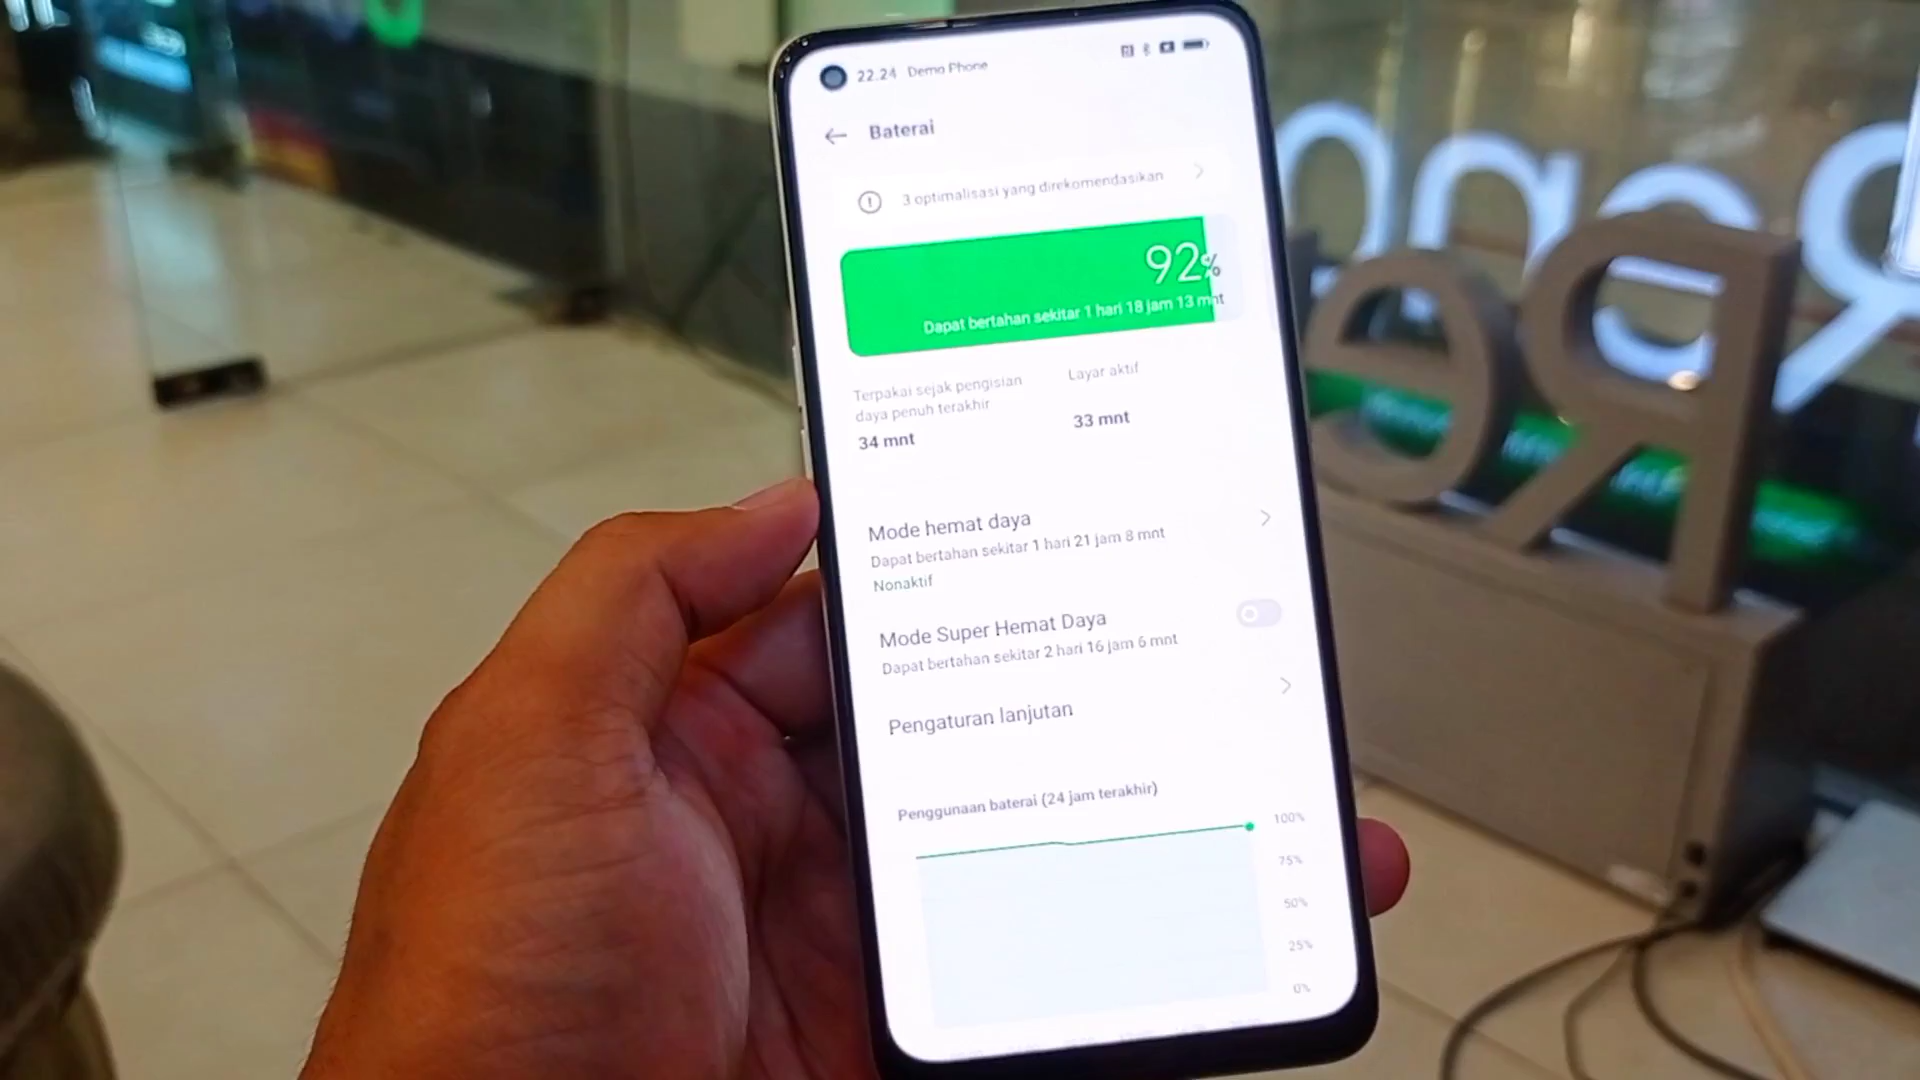 22.24 Demo Phone
Baterai
3 optimalisasi yang direkomendasikan
92%
Dapat bertahan sekitar 1 hari 18 jam 13 mnt
Terpakai sejak pengisian
daya penuh terakhir
34 mnt
Layar aktif
33 mnt
Mode hemat daya
Dapat bertahan sekitar 1 hari 21 jam 8 mnt
Nonaktif
Mode Super Hemat Daya
Dapat bertahan sekitar 2 hari 16 jam 6 mnt
Pengaturan lanjutan
Penggunaan baterai (24 jam terakhir)
100%
75%
50%
25%
0%